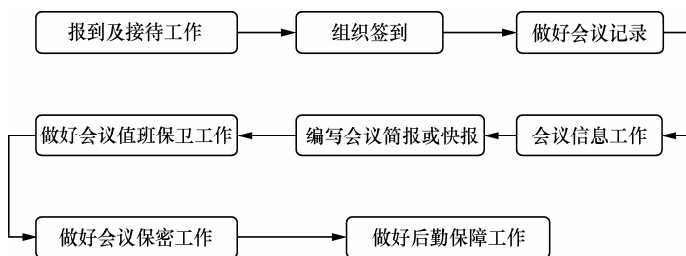 报到及接待工作
组织签到
做好会议记录
会议信息工作
编写会议简报或快报
做好会议值班保卫工作
做好会议保密工作
做好后勤保障工作